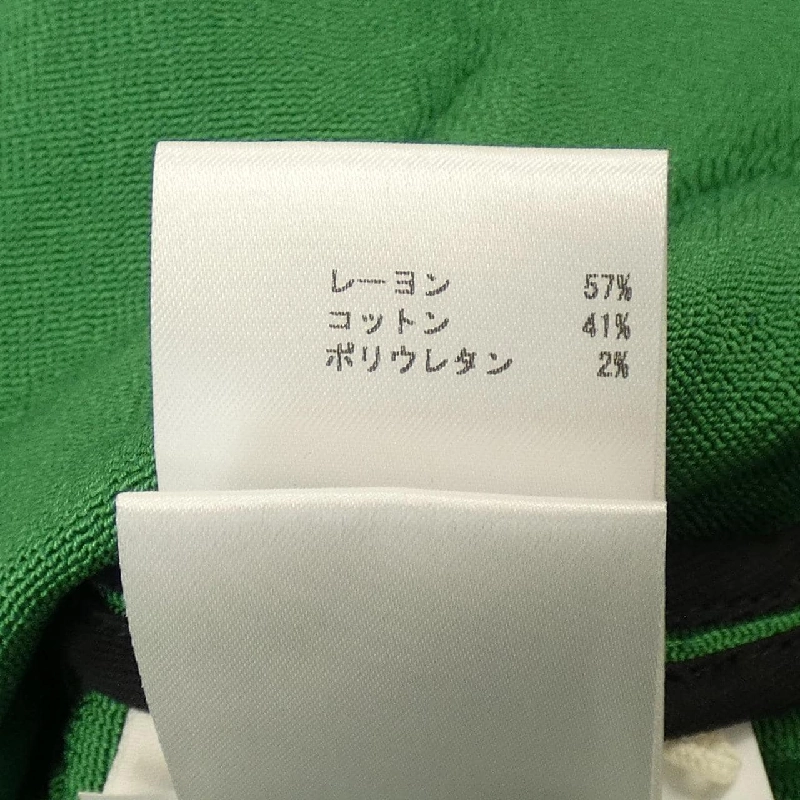 レーヨン 57%
コットン 41%
ポリウレタン 2%